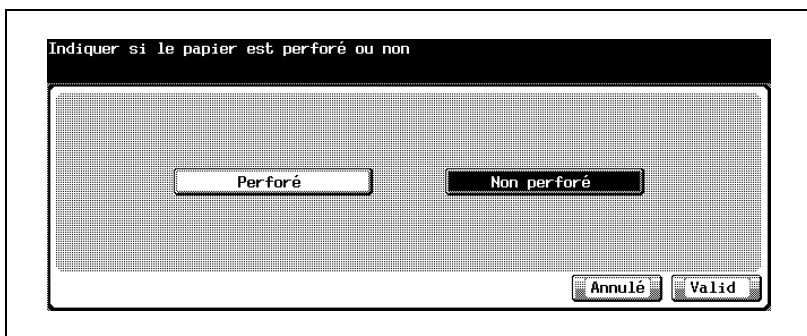 Indiquer si le papier est perforé ou non
Perforé Non perforé
Annulé Valid